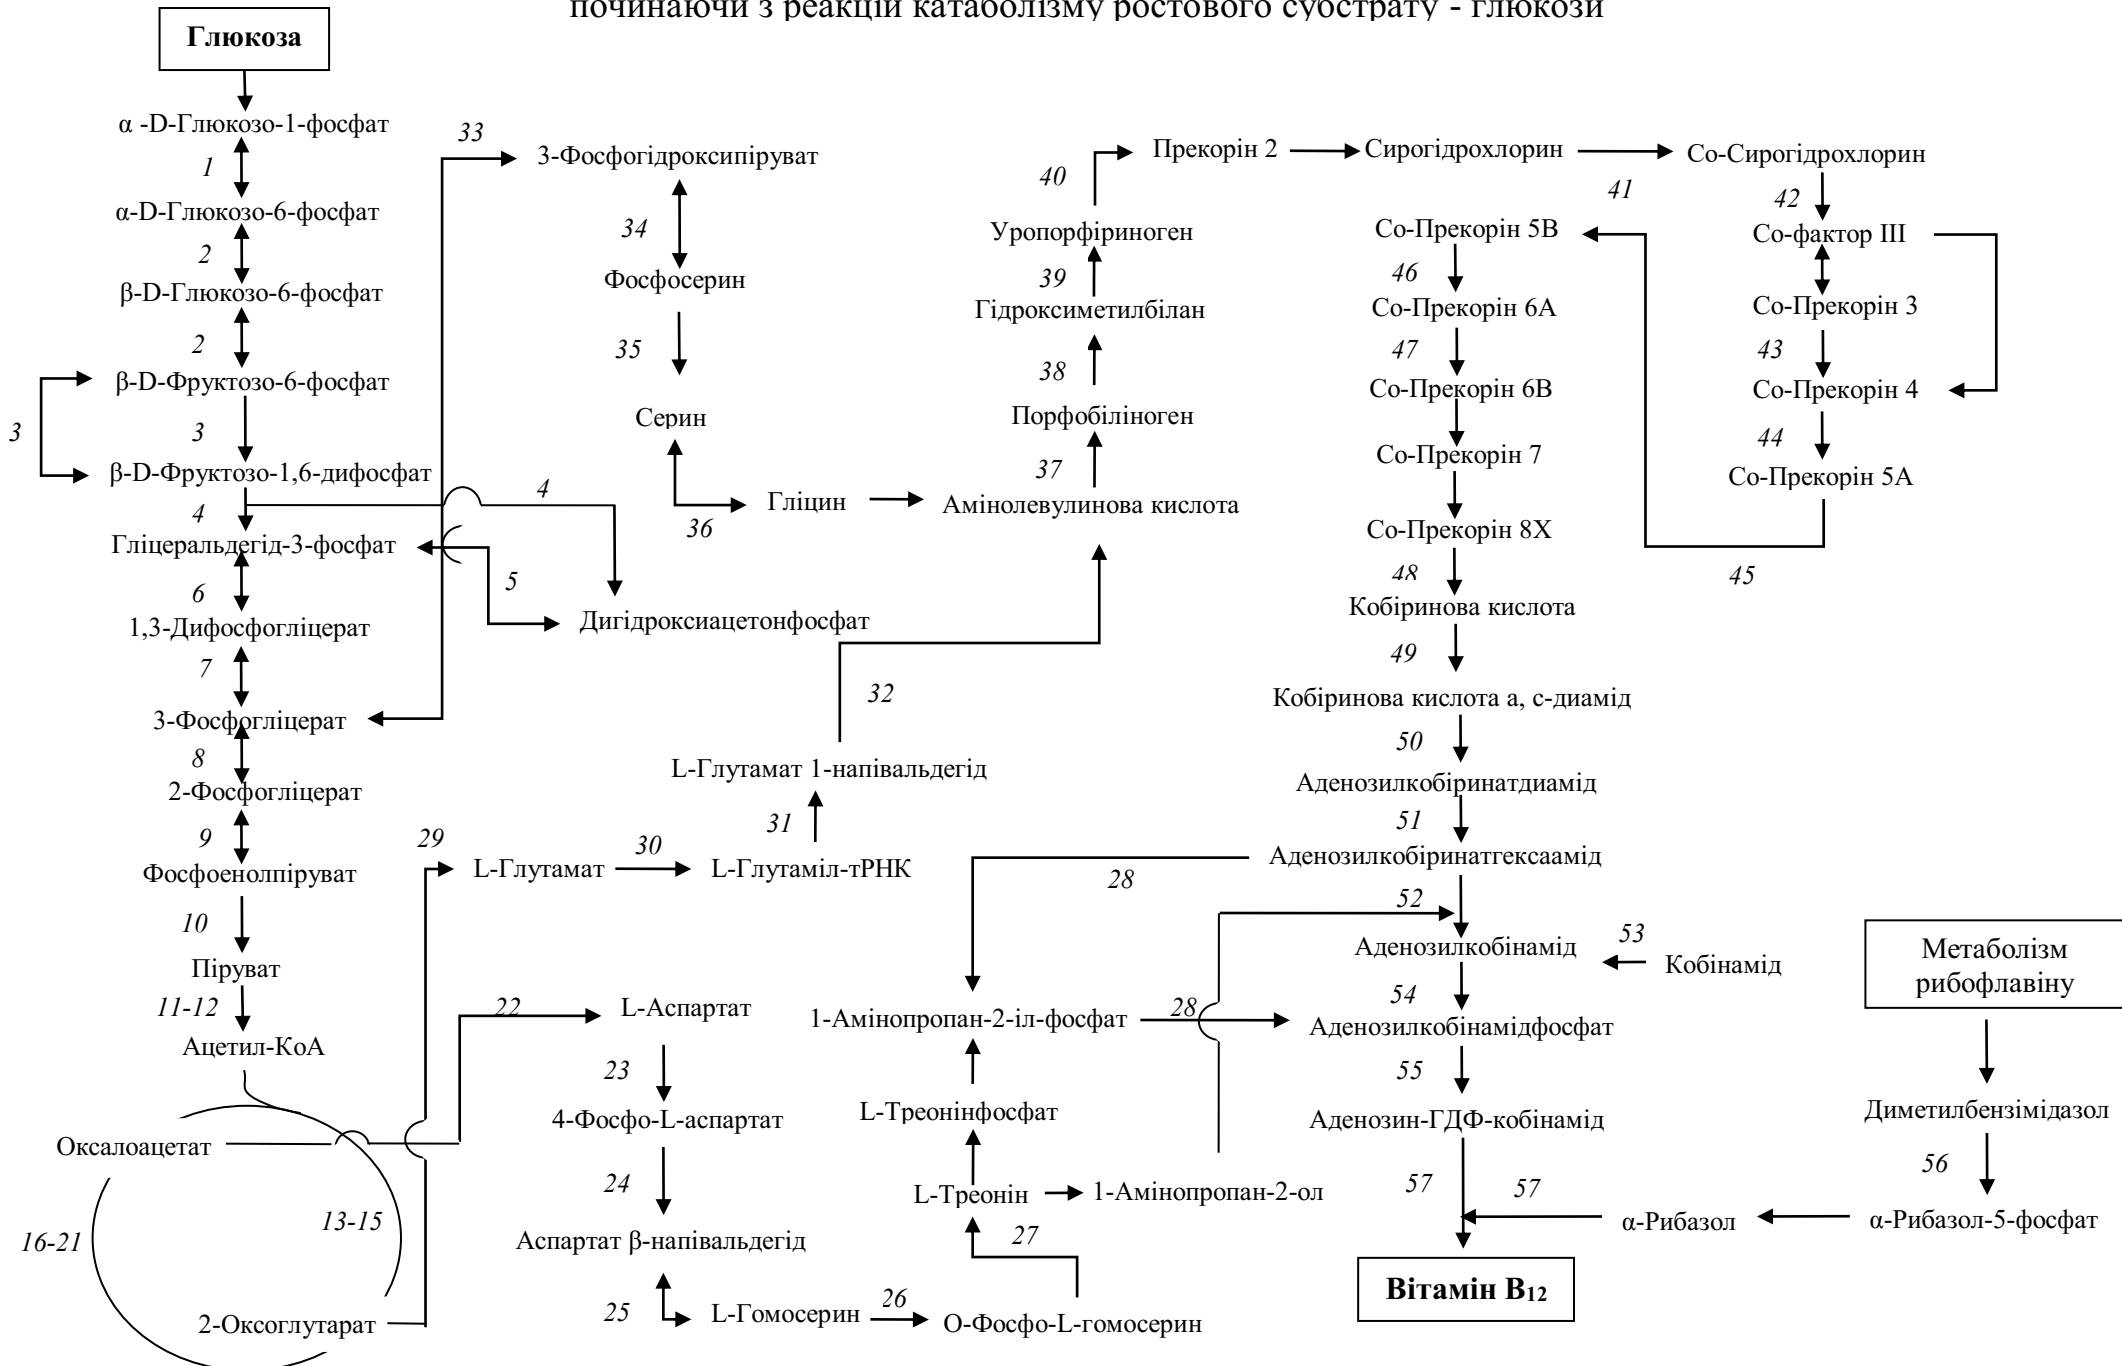 починаючи з реакцій катаболізму ростового субстрату - глюкози
Глюкоза
α -D-Глюкозо-1-фосфат
1
α-D-Глюкозо-6-фосфат
2
β-D-Глюкозо-6-фосфат
2
β-D-Фруктозо-6-фосфат
3
3
β-D-Фруктозо-1,6-дифосфат
4
4
Гліцеральдегід-3-фосфат
5
6
Дигідроксиацетонфосфат
1,3-Дифосфогліцерат
7
3-Фосфогліцерат
8
2-Фосфогліцерат
9
Фосфоенолпіруват
10
Піруват
11-12
Ацетил-КоА
Оксалоацетат
13-15
16-21
2-Оксоглутарат
33
3-Фосфогідроксипіруват
34
Фосфосерин
35
Серин
36
Гліцин
Амінолевулинова кислота
37
Порфобіліноген
38
Гідроксиметилбілан
39
Уропорфіриноген
40
Прекорін 2
Сирогідрохлорин
41
Со-Сирогідрохлорин
42
Со-фактор III
Со-Прекорін 3
43
Со-Прекорін 4
44
Со-Прекорін 5А
45
Со-Прекорін 5В
46
Со-Прекорін 6А
47
Со-Прекорін 6В
Со-Прекорін 7
Со-Прекорін 8Х
48
Кобіринова кислота
49
Кобіринова кислота а, с-диамід
50
Аденозилкобіринатдиамід
51
Аденозилкобіринатгексаамід
28
52
Аденозилкобінамід
53
Кобінамід
54
Аденозилкобінамідфосфат
55
Аденозин-ГДФ-кобінамід
57
57
Вітамін В12
29
L-Глутамат
30
L-Глутаміл-тРНК
31
L-Глутамат 1-напівальдегід
32
22
L-Аспартат
23
4-Фосфо-L-аспартат
24
Аспартат β-напівальдегід
25
L-Гомосерин
26
О-Фосфо-L-гомосерин
27
L-Треонін
1-Амінопропан-2-ол
L-Треонінфосфат
1-Амінопропан-2-іл-фосфат
28
Метаболізм
рибофлавіну
Диметилбензімідазол
56
α-Рибазол-5-фосфат
α-Рибазол